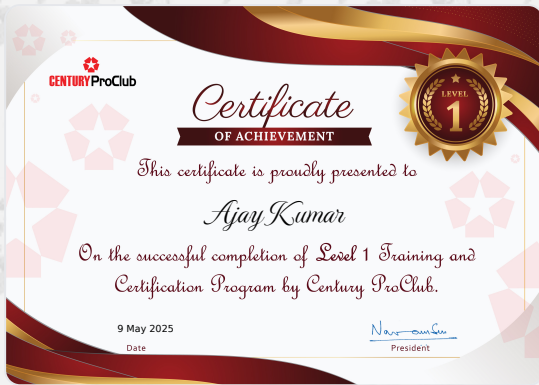 CENTURY ProClub
LEVEL
1
Certificate
OF ACHIEVEMENT
This certificate is proudly presented to
Ajay Kumar
On the successful completion of Level 1 Training and
Certification Program by Century ProClub.
9 May 2025
Date
President